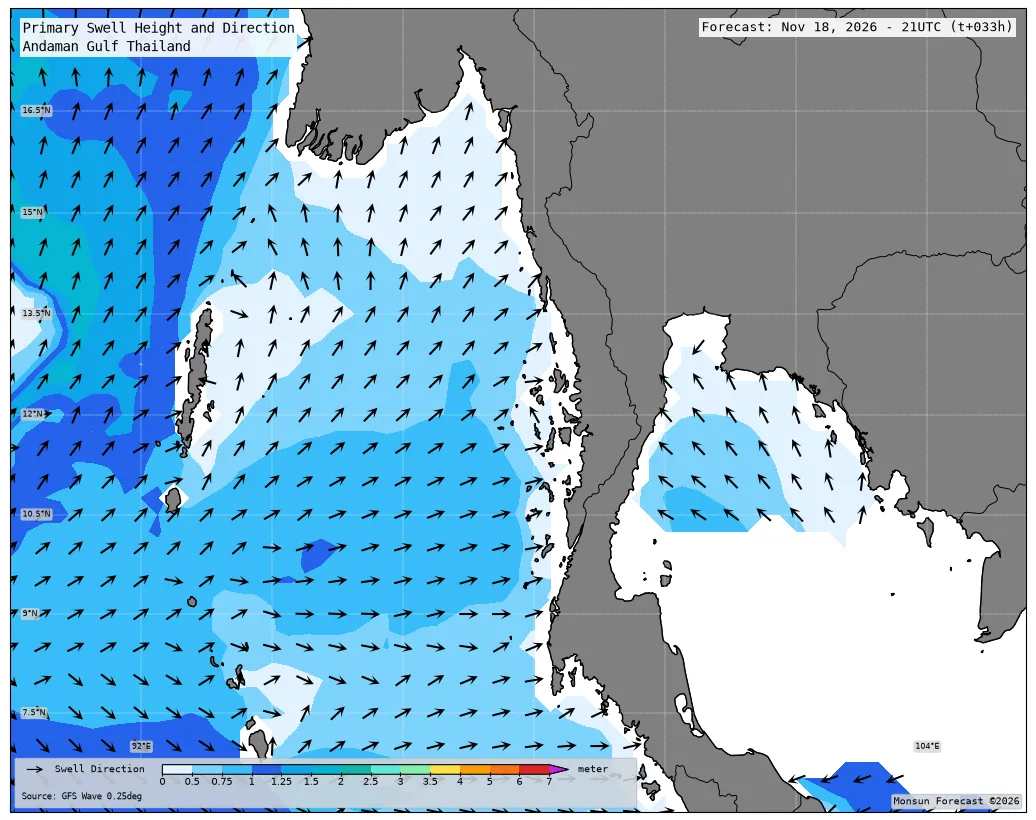 Primary Swell Height and Direction
Andaman Gulf Thailand
Forecast: Nov 18, 2026 - 21UTC (t+033h)
16.5°N
15°N
13.5°N
12°N
10.5°N
9°N
7.5°N
92°E
104°E
Swell Direction
0 0.5 0.75 1 1.25 1.5 2 2.5 3 3.5 4 5 6 7
meter
Source: GFS Wave 0.25deg
Monsun Forecast ©2026